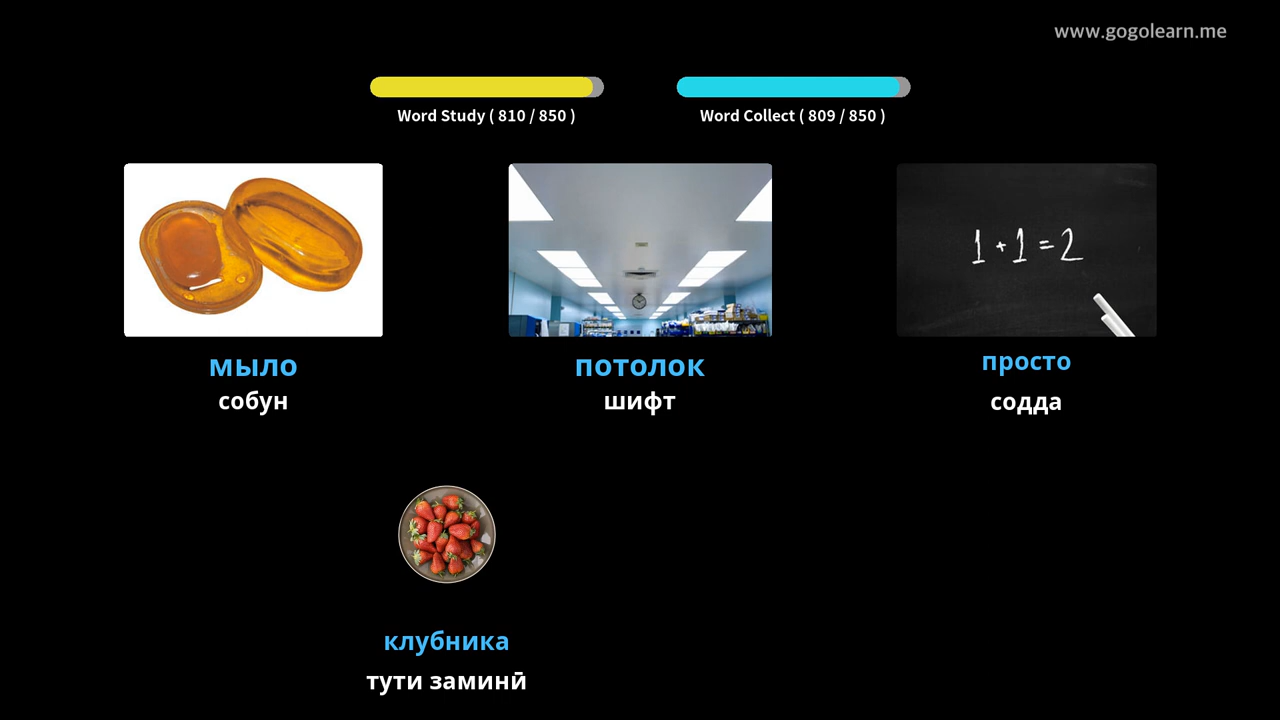 www.gogolearn.me
Word Study ( 810 / 850 )
Word Collect ( 809 / 850 )
1 + 1 = 2
мыло
собун
потолок
шифт
просто
содда
клубника
тути заминӣ